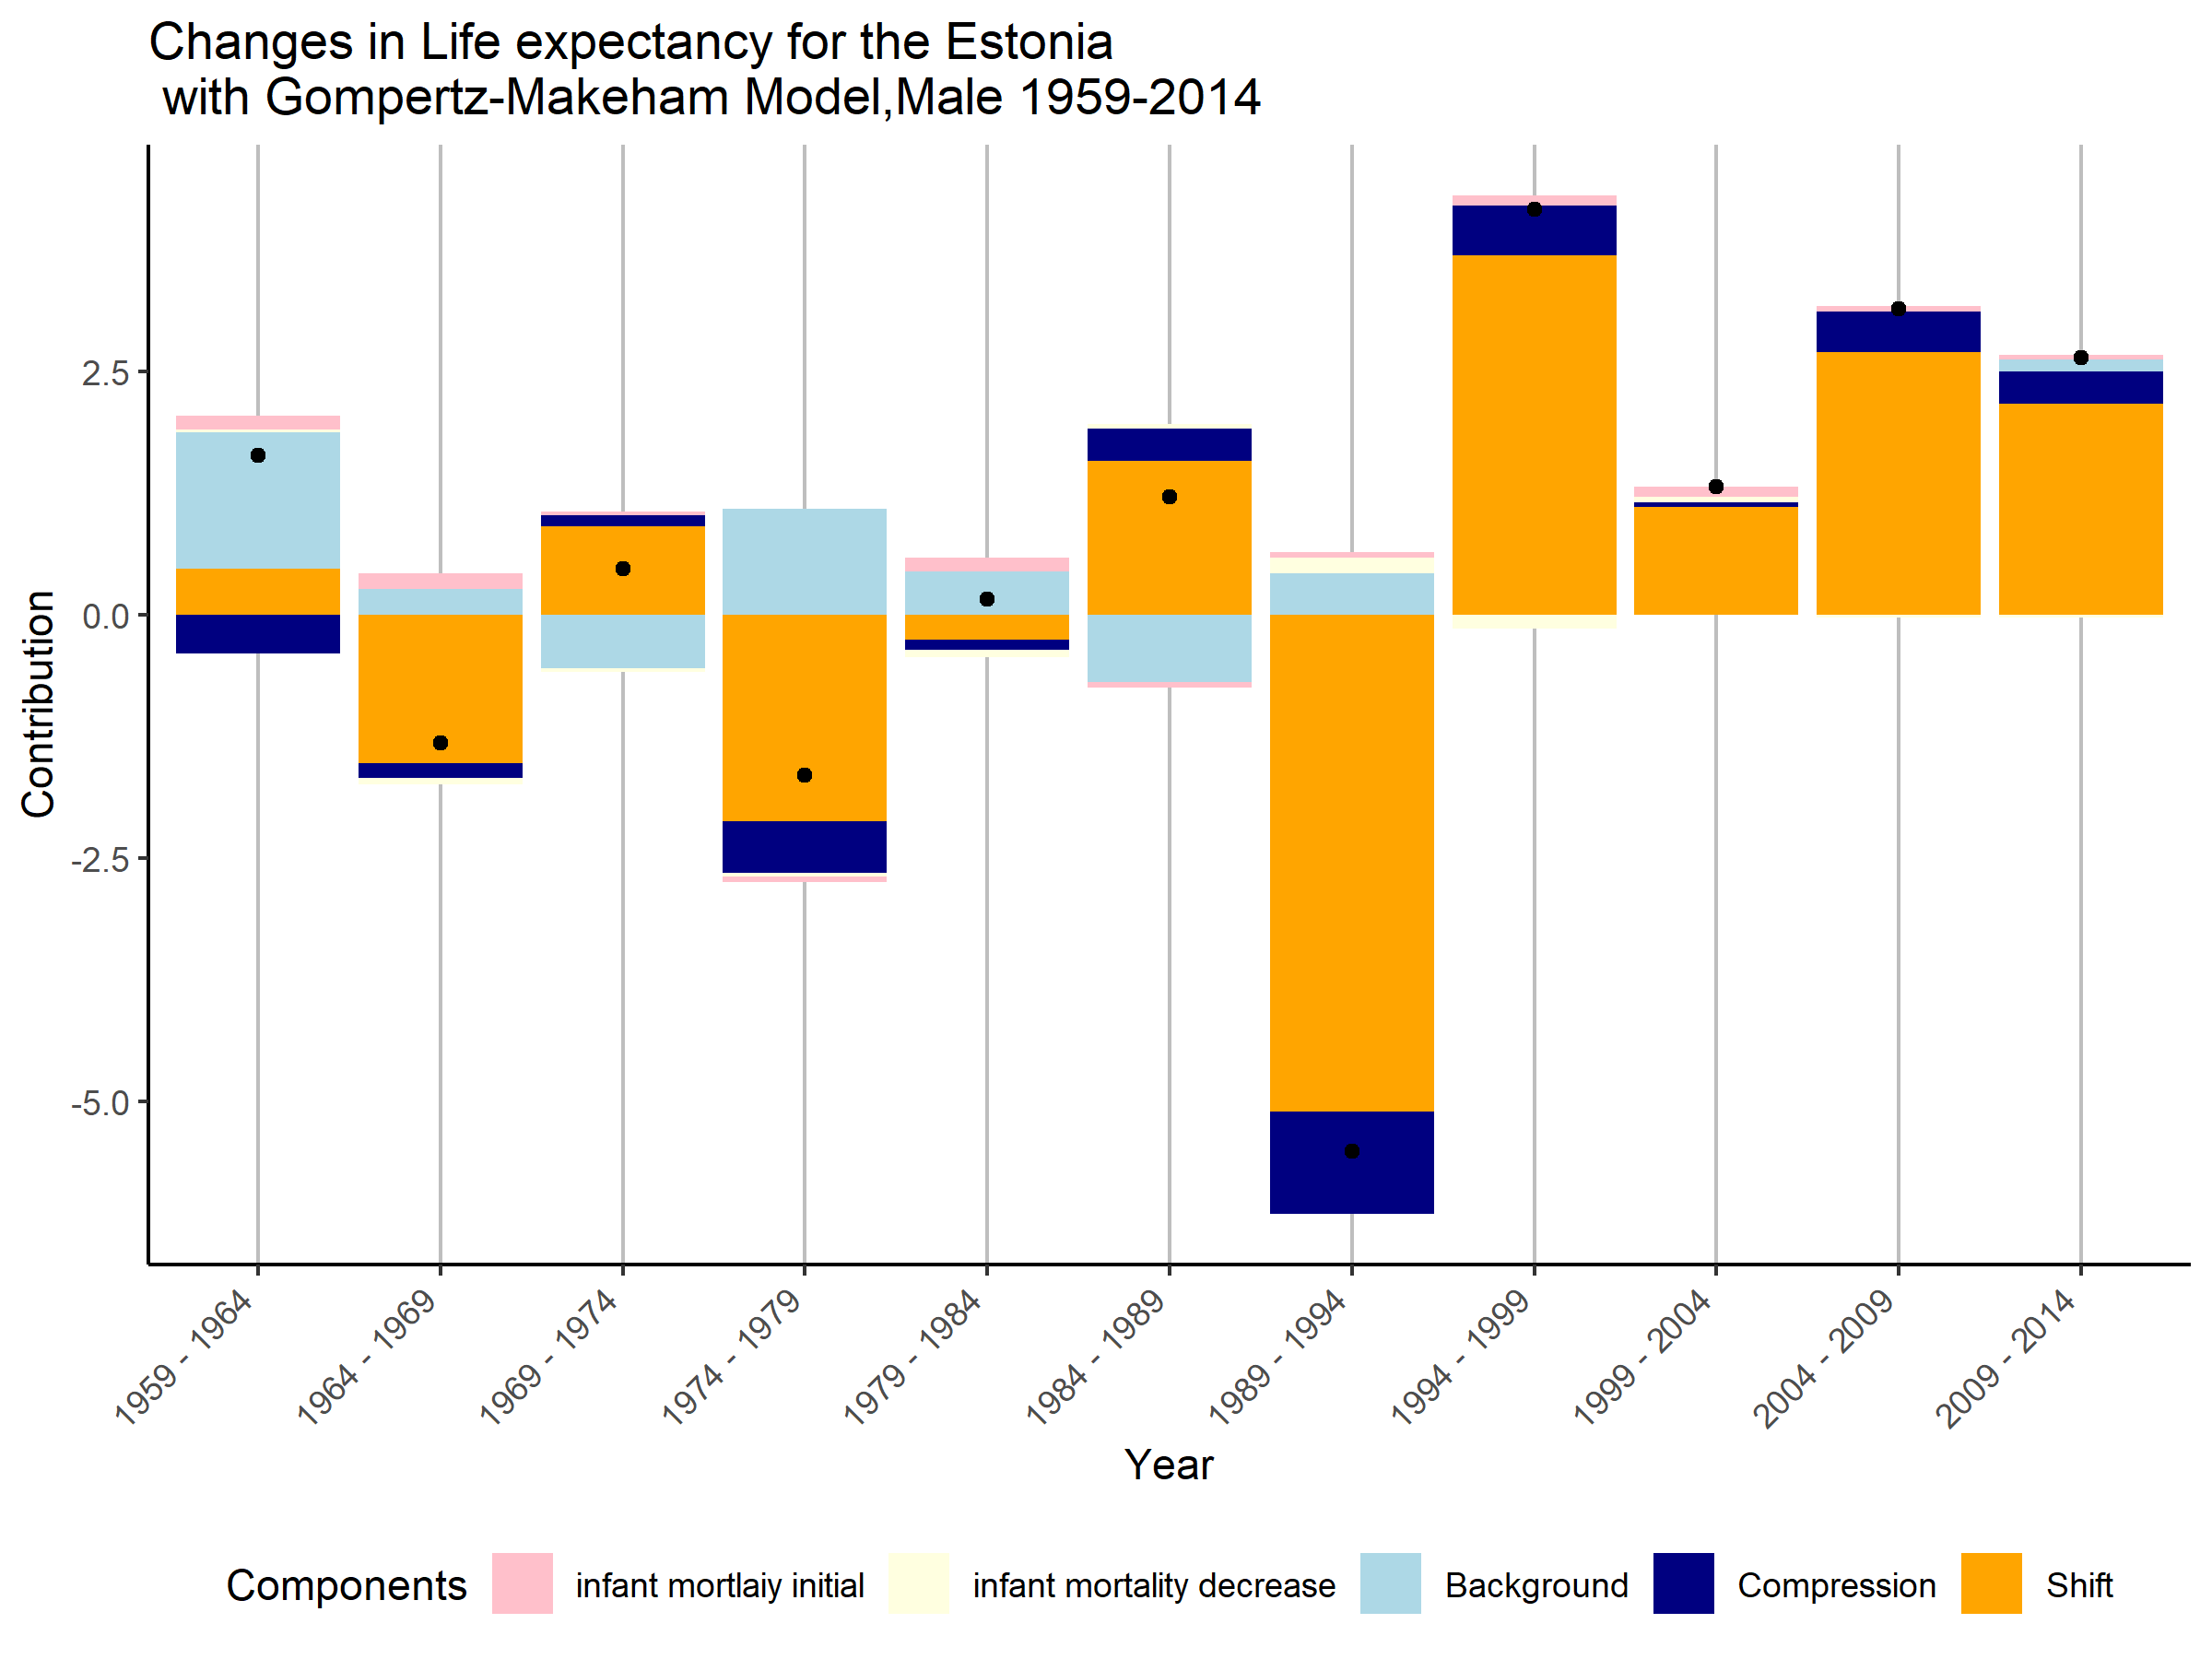 Changes in Life expectancy for the Estonia
with Gompertz-Makeham Model,Male 1959-2014
Contribution
2.5
0.0
-2.5
-5.0
1959 - 1964
1964 - 1969
1969 - 1974
1974 - 1979
1979 - 1984
1984 - 1989
1989 - 1994
1994 - 1999
1999 - 2004
2004 - 2009
2009 - 2014
Year
Components infant mortlaiy initial infant mortality decrease Background Compression Shift